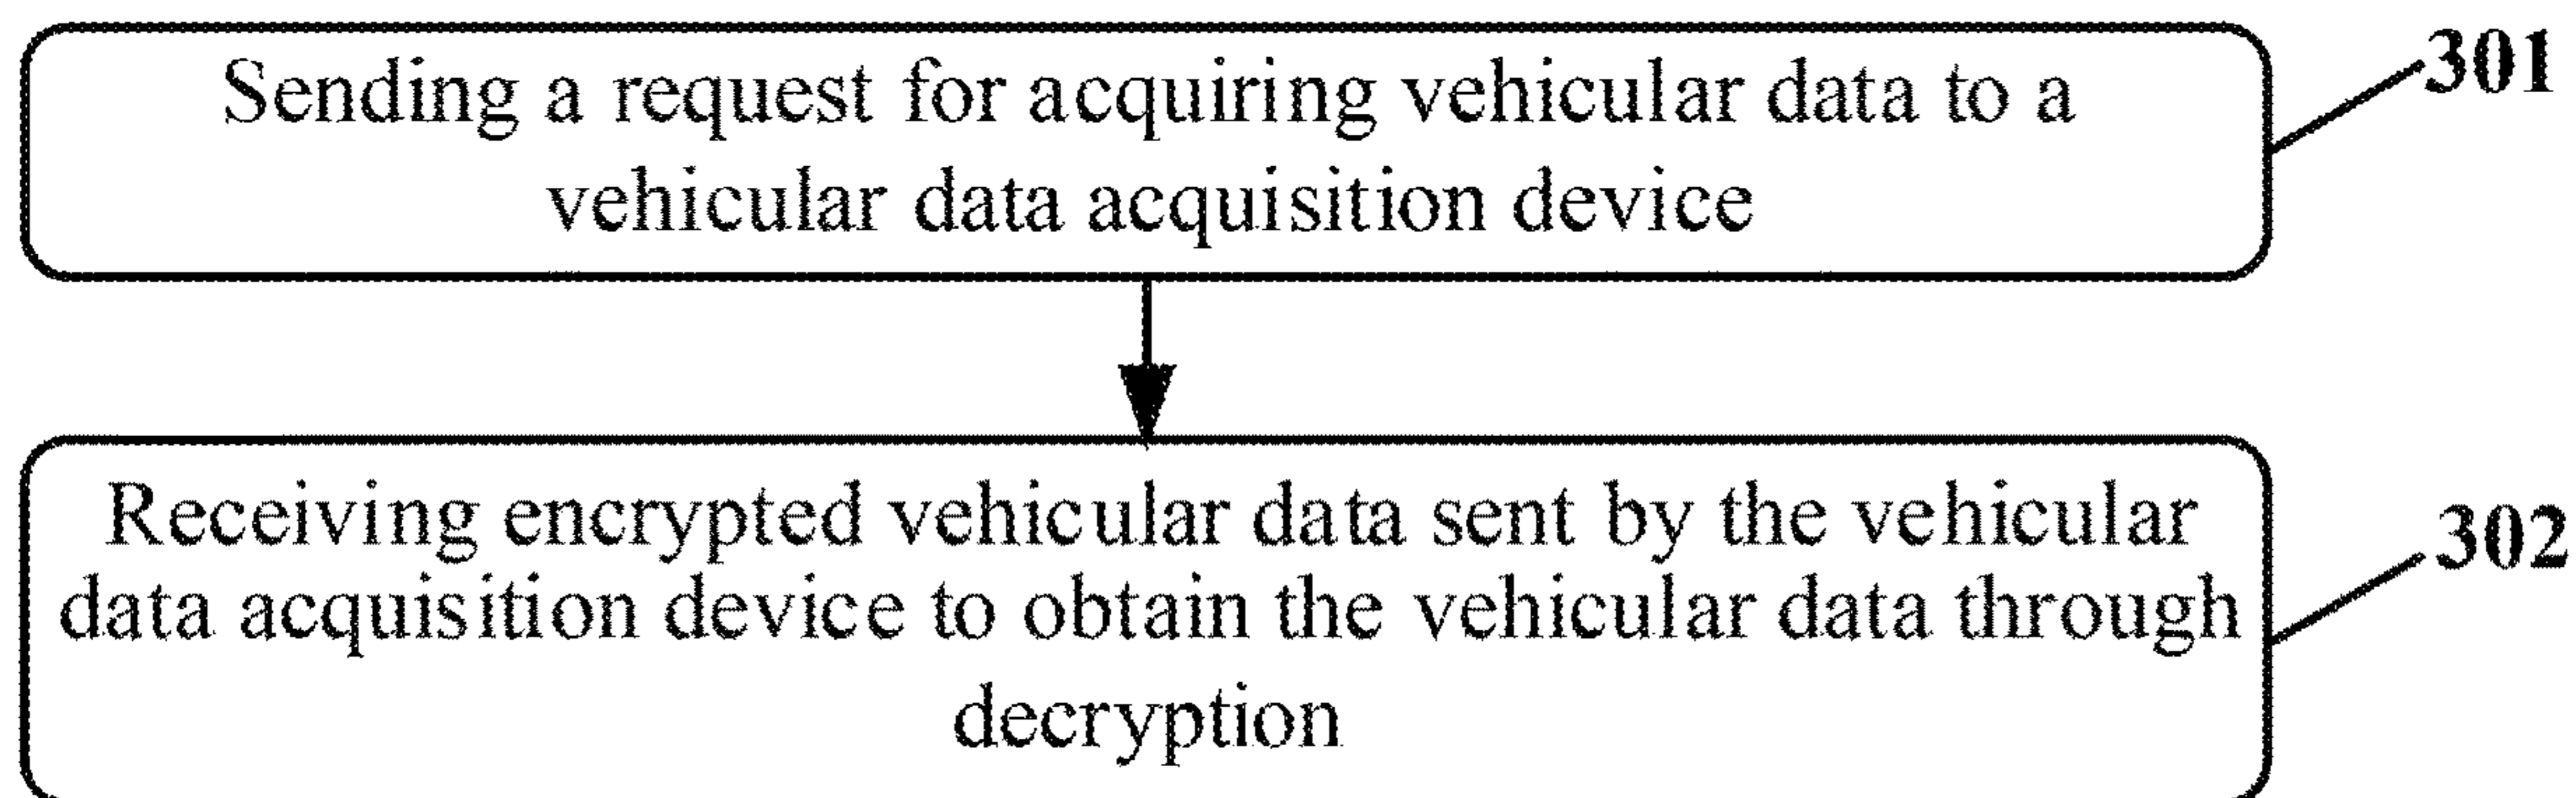 Sending a request for acquiring vehicular data to a
vehicular data acquisition device
301
Receiving encrypted vehicular data sent by the vehicular
data acquisition device to obtain the vehicular data through
decryption
302